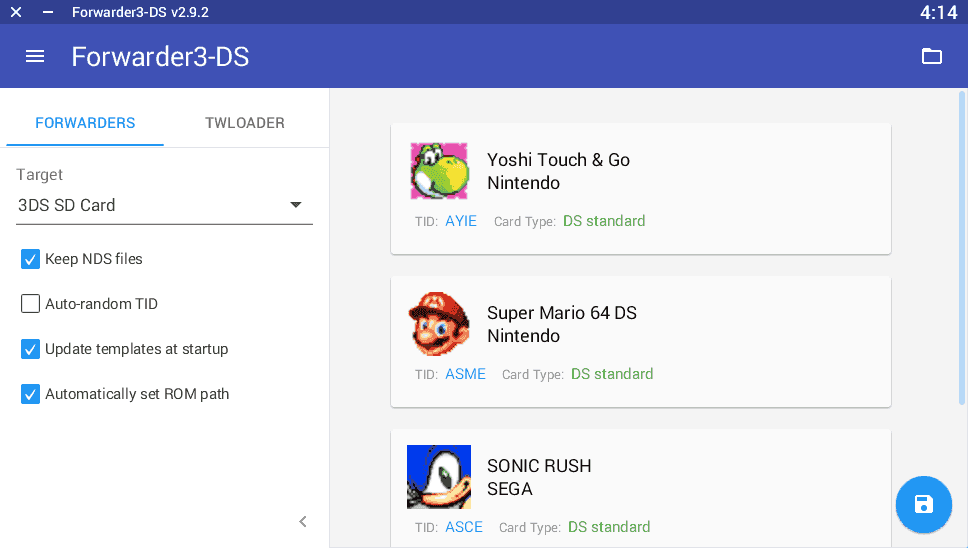 Forwarder3-DS v2.9.2
4:14
Forwarder3-DS
FORWARDERS
TWLOADER
Target
3DS SD Card
Keep NDS files
Auto-random TID
Update templates at startup
Automatically set ROM path
Yoshi Touch & Go
Nintendo
TID: AYIE Card Type: DS standard
Super Mario 64 DS
Nintendo
TID: ASME Card Type: DS standard
SONIC RUSH
SEGA
TID: ASCE Card Type: DS standard